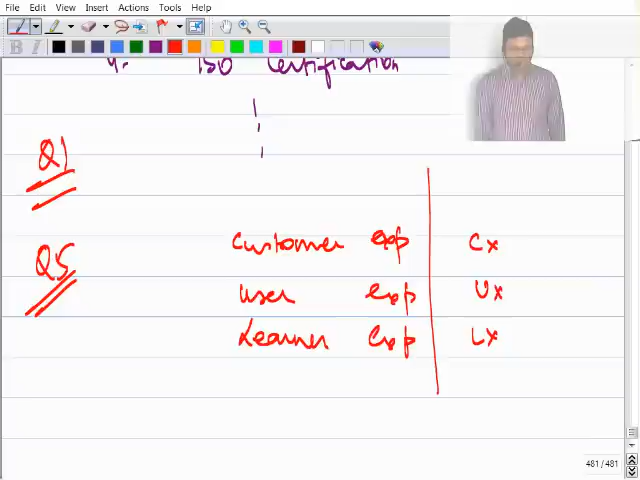 File Edit View Insert Actions Tools Help
4. ISO Certification
Q1
Q5
Customer exp Cx
User exp Ux
Learner Exp Lx
481 / 481